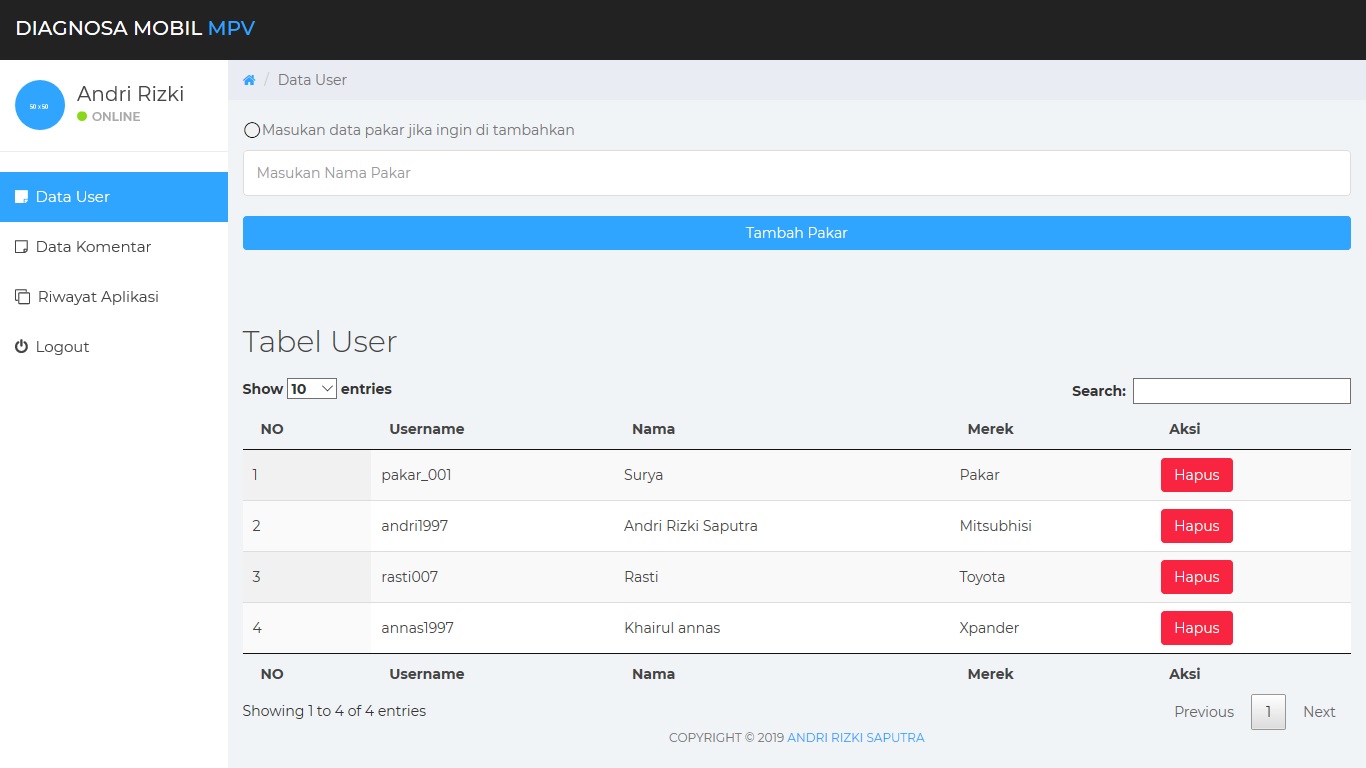 DIAGNOSA MOBIL MPV
50 x 50
Andri Rizki
ONLINE
Data User
Data Komentar
Riwayat Aplikasi
Logout
/ Data User
Masukan data pakar jika ingin di tambahkan
Masukan Nama Pakar
Tambah Pakar
Tabel User
Show 10 entries
Search:
NO Username Nama Merek Aksi
1 pakar_001 Surya Pakar Hapus
2 andri1997 Andri Rizki Saputra Mitsubhisi Hapus
3 rasti007 Rasti Toyota Hapus
4 annas1997 Khairul annas Xpander Hapus
NO Username Nama Merek Aksi
Showing 1 to 4 of 4 entries
Previous 1 Next
COPYRIGHT © 2019 ANDRI RIZKI SAPUTRA